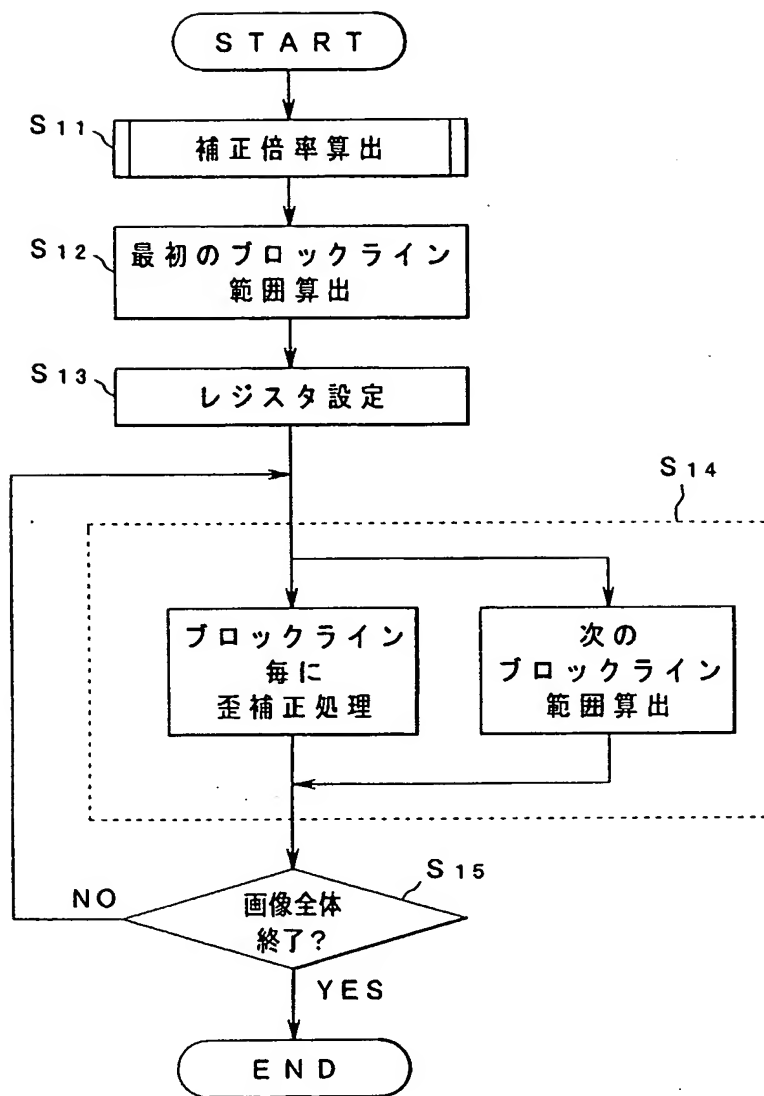 START
S11
補正倍率算出
S12
最初のブロックライン
範囲算出
S13
レジスタ設定
S14
ブロックライン
毎に
歪補正処理
次の
ブロックライン
範囲算出
S15
画像全体
終了?
NO
YES
END